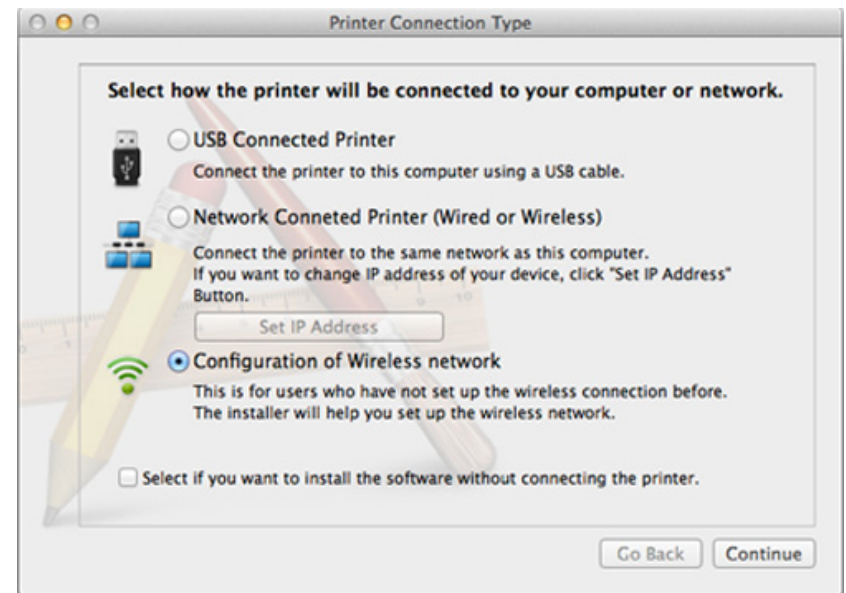 Printer Connection Type
Select how the printer will be connected to your computer or network.
USB Connected Printer
Connect the printer to this computer using a USB cable.
Network Conneted Printer (Wired or Wireless)
Connect the printer to the same network as this computer.
If you want to change IP address of your device, click "Set IP Address"
Button.
Set IP Address
Configuration of Wireless network
This is for users who have not set up the wireless connection before.
The installer will help you set up the wireless network.
Select if you want to install the software without connecting the printer.
Go Back Continue